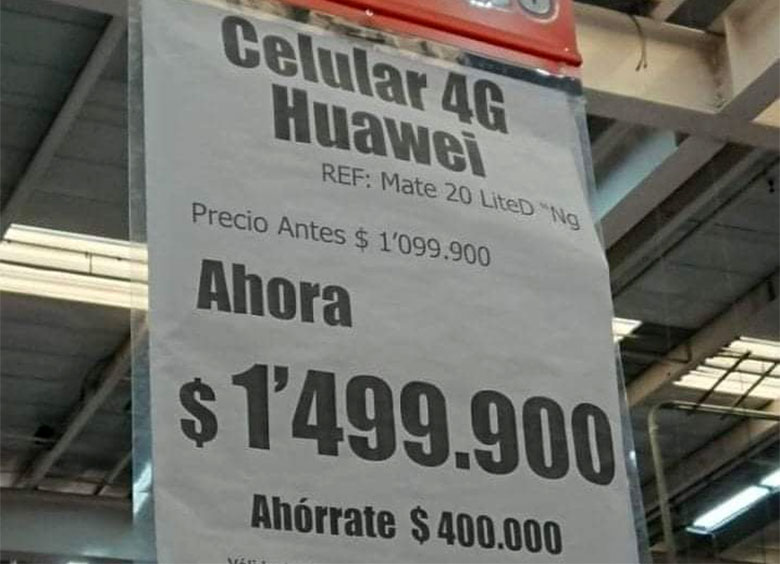 Celular 4G
Huawei
REF: Mate 20 LiteD "Ng
Precio Antes $ 1'099.900
Ahora
$ 1'499.900
Ahórrate $ 400.000